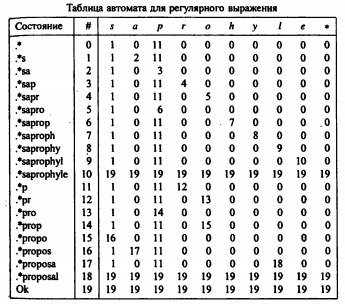 Таблица автомата для регулярного выражения
Состояние # s a p r o h y l e *
.* 0 1 0 11 0 0 0 0 0 0 0
.*s 1 1 2 11 0 0 0 0 0 0 0
.*sa 2 1 0 3 0 0 0 0 0 0 0
.*sap 3 1 0 11 4 0 0 0 0 0 0
.*sapr 4 1 0 11 0 5 0 0 0 0 0
.*sapro 5 1 0 6 0 0 0 0 0 0 0
.*saprop 6 1 0 11 0 0 7 0 0 0 0
.*saproph 7 1 0 11 0 0 0 8 0 0 0
.*saprophy 8 1 0 11 0 0 0 0 9 0 0
.*saprophyl 9 1 0 11 0 0 0 0 0 10 0
.*saprophyle 10 19 19 19 19 19 19 19 19 19 19
.*p 11 1 0 11 12 0 0 0 0 0 0
.*pr 12 1 0 11 0 13 0 0 0 0 0
.*pro 13 1 0 14 0 0 0 0 0 0 0
.*prop 14 1 0 11 0 15 0 0 0 0 0
.*propo 15 16 0 11 0 0 0 0 0 0 0
.*propos 16 1 17 11 0 0 0 0 0 0 0
.*proposa 17 1 0 11 0 0 0 0 18 0 0
.*proposal 18 19 19 19 19 19 19 19 19 19 19
Ok 19 19 19 19 19 19 19 19 19 19 19